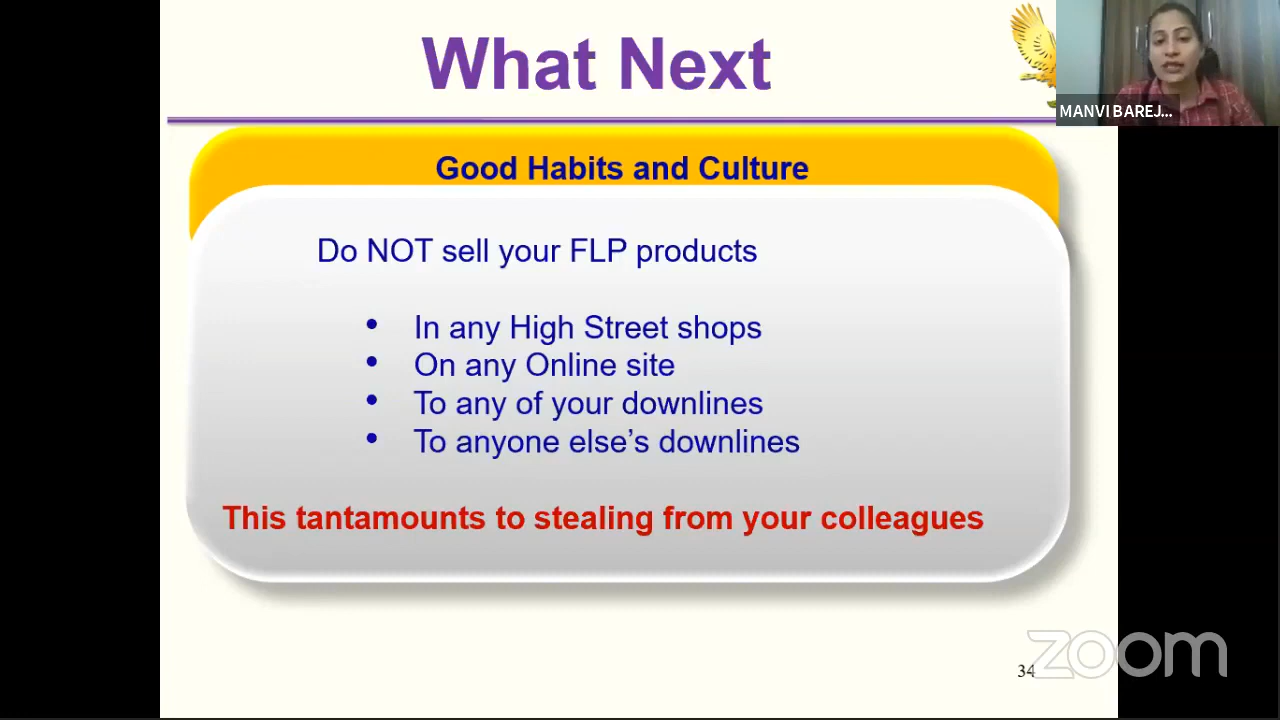 What Next
MANVI BAREJ...
Good Habits and Culture
Do NOT sell your FLP products
• In any High Street shops
• On any Online site
• To any of your downlines
• To anyone else’s downlines
This tantamounts to stealing from your colleagues
zoom
34